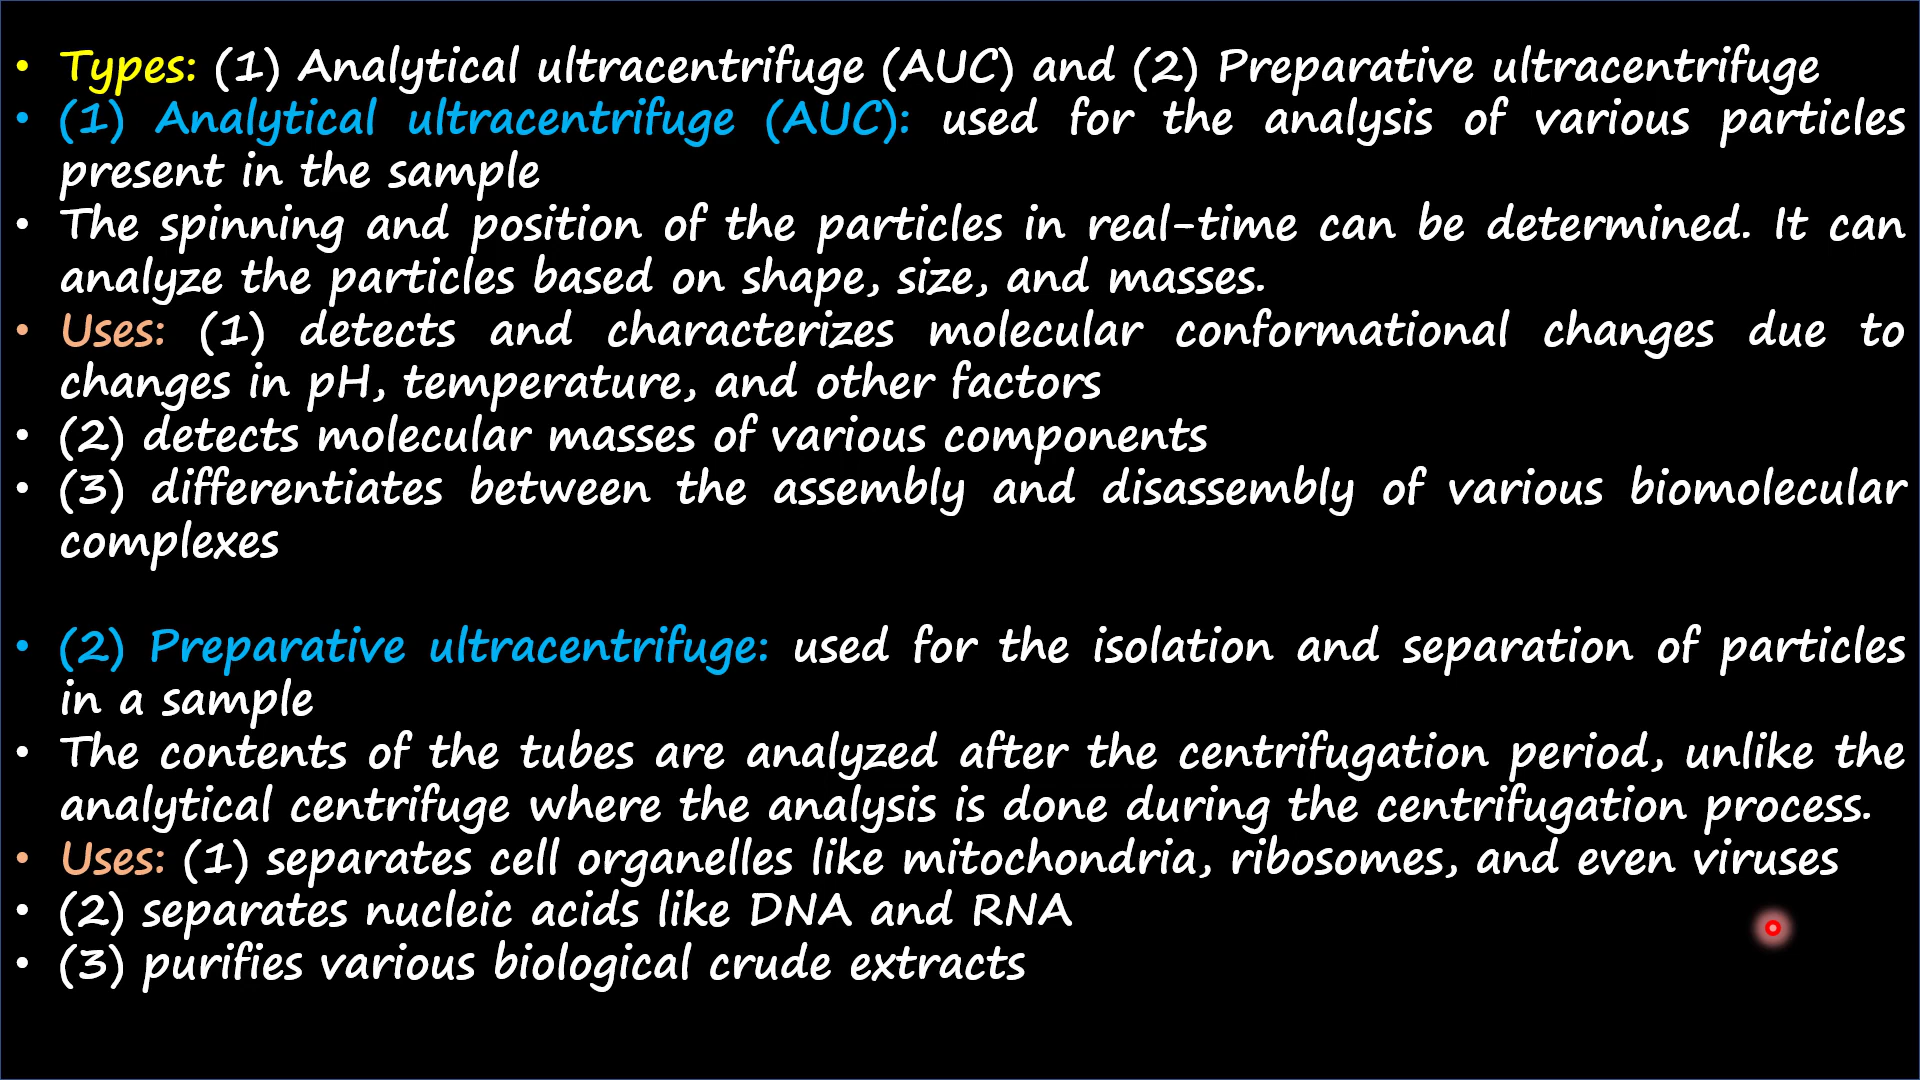 • Types: (1) Analytical ultracentrifuge (AUC) and (2) Preparative ultracentrifuge
• (1) Analytical ultracentrifuge (AUC): used for the analysis of various particles
present in the sample
• The spinning and position of the particles in real-time can be determined. It can
analyze the particles based on shape, size, and masses.
• Uses: (1) detects and characterizes molecular conformational changes due to
changes in pH, temperature, and other factors
• (2) detects molecular masses of various components
• (3) differentiates between the assembly and disassembly of various biomolecular
complexes
• (2) Preparative ultracentrifuge: used for the isolation and separation of particles
in a sample
• The contents of the tubes are analyzed after the centrifugation period, unlike the
analytical centrifuge where the analysis is done during the centrifugation process.
• Uses: (1) separates cell organelles like mitochondria, ribosomes, and even viruses
• (2) separates nucleic acids like DNA and RNA
• (3) purifies various biological crude extracts